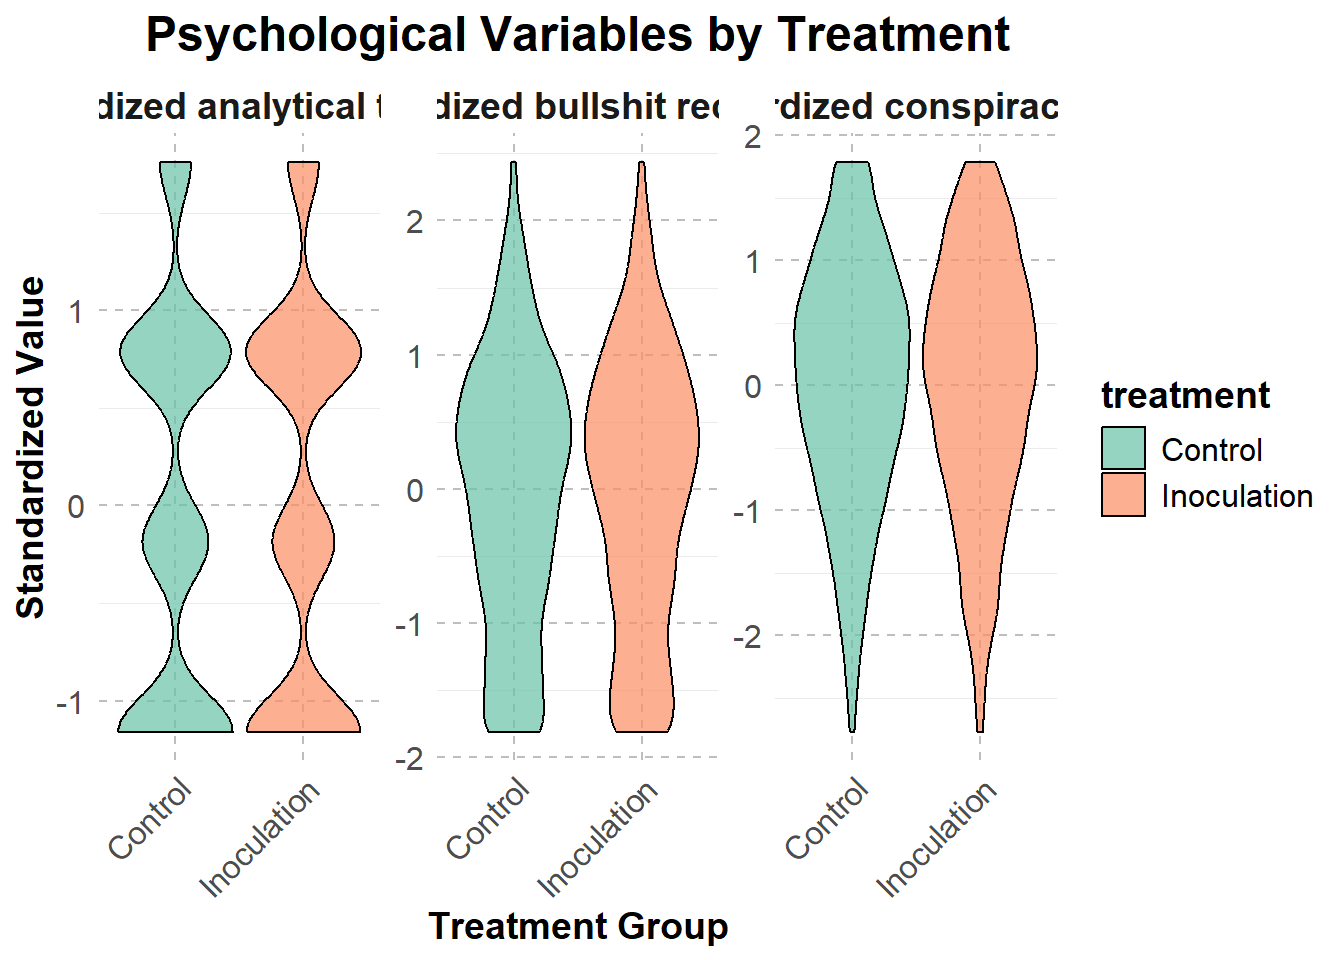 Psychological Variables by Treatment
dized analytical t
dized bullshit rec
rdized conspirac
Standardized Value
1
0
-1
2
1
0
-1
-2
2
1
0
-1
-2
Control
Inoculation
Control
Inoculation
Control
Inoculation
Treatment Group
treatment
Control
Inoculation